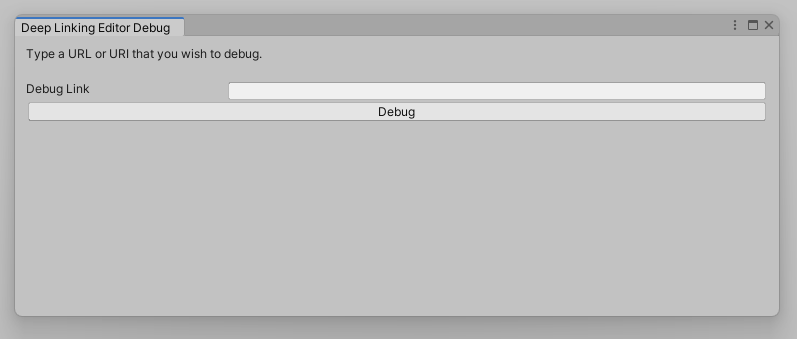 Deep Linking Editor Debug
Type a URL or URI that you wish to debug.
Debug Link
Debug